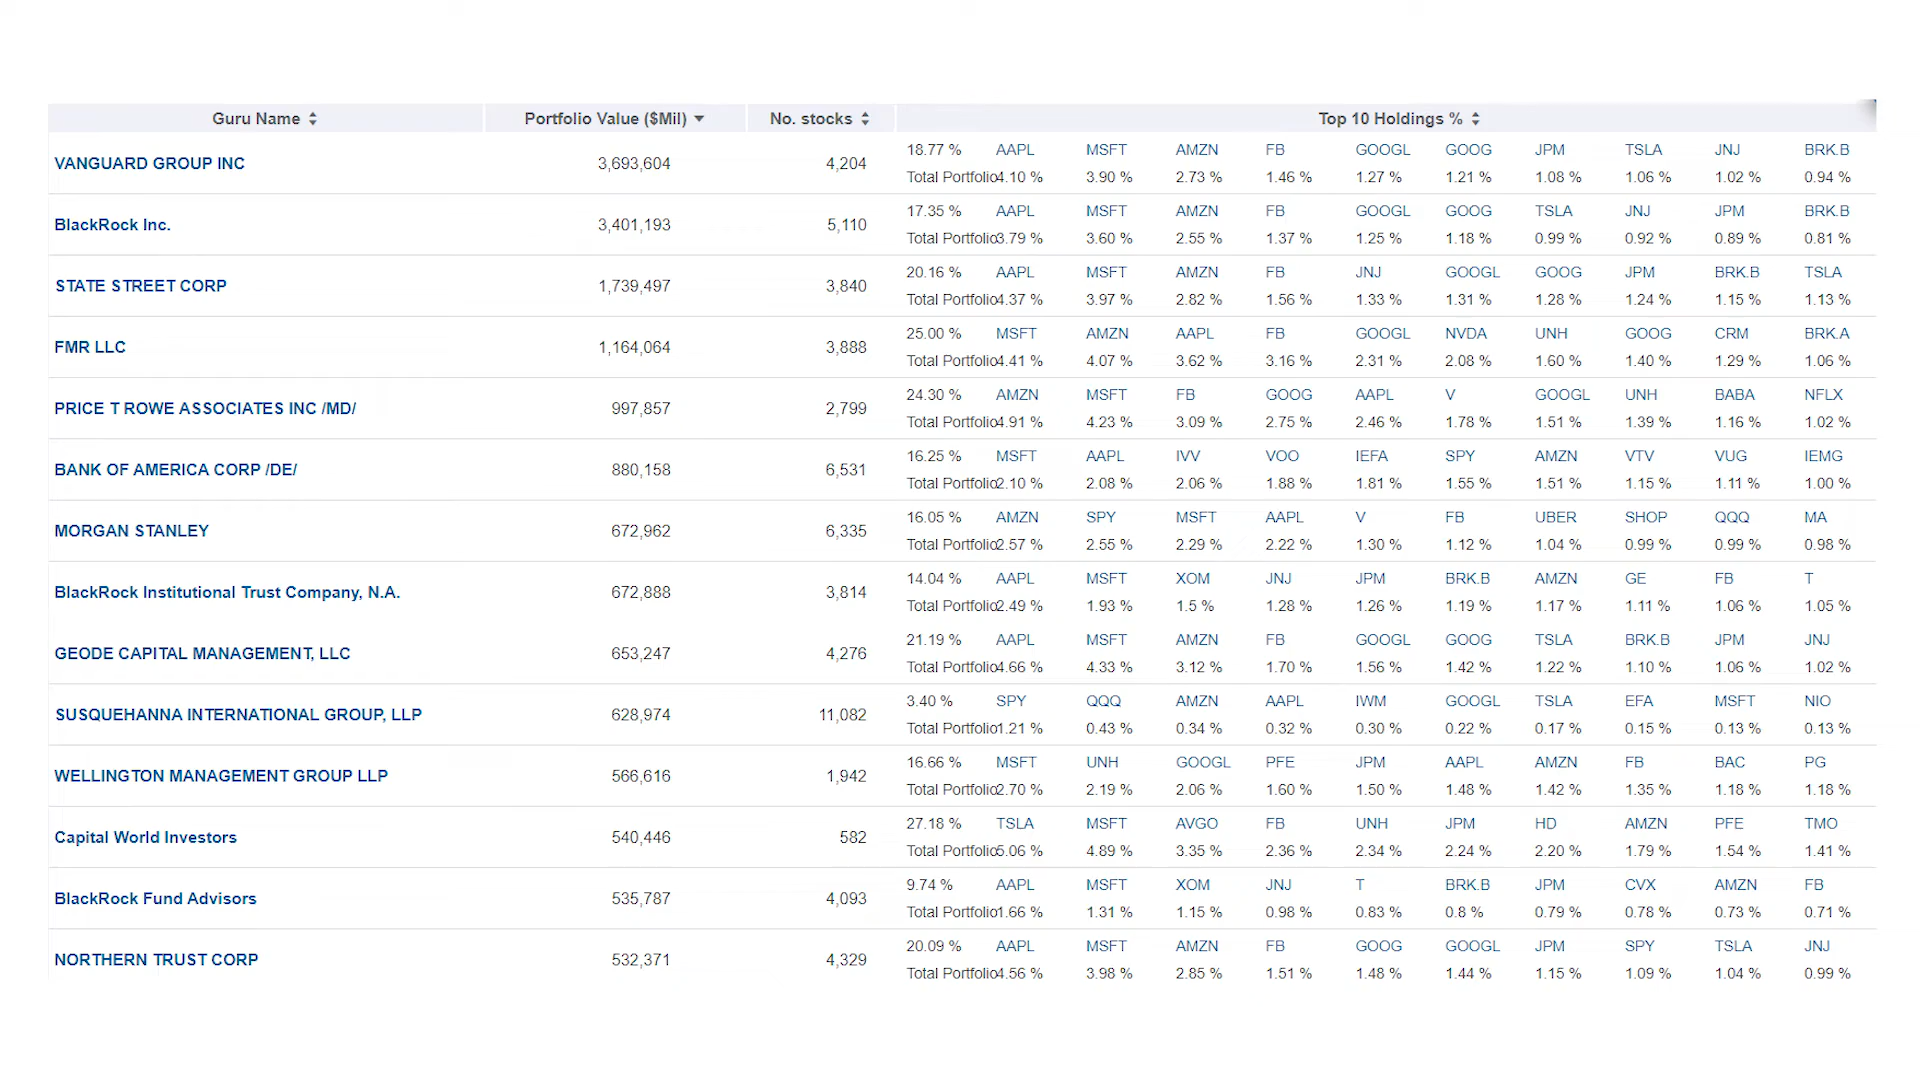 Guru Name Portfolio Value ($Mil) No. stocks Top 10 Holdings %
18.77 % AAPL MSFT AMZN FB GOOGL GOOG JPM TSLA JNJ BRK.B
VANGUARD GROUP INC 3,693,604 4,204
Total Portfolio 4.10 % 3.90 % 2.73 % 1.46 % 1.27 % 1.21 % 1.08 % 1.06 % 1.02 % 0.94 %
17.35 % AAPL MSFT AMZN FB GOOGL GOOG TSLA JNJ JPM BRK.B
BlackRock Inc. 3,401,193 5,110
Total Portfolio 3.79 % 3.60 % 2.55 % 1.37 % 1.25 % 1.18 % 0.99 % 0.92 % 0.89 % 0.81 %
20.16 % AAPL MSFT AMZN FB JNJ GOOGL GOOG JPM BRK.B TSLA
STATE STREET CORP 1,739,497 3,840
Total Portfolio 4.37 % 3.97 % 2.82 % 1.56 % 1.33 % 1.31 % 1.28 % 1.24 % 1.15 % 1.13 %
25.00 % MSFT AMZN AAPL FB GOOGL NVDA UNH GOOG CRM BRK.A
FMR LLC 1,164,064 3,888
Total Portfolio 4.41 % 4.07 % 3.62 % 3.16 % 2.31 % 2.08 % 1.60 % 1.40 % 1.29 % 1.06 %
24.30 % AMZN MSFT FB GOOG AAPL V GOOGL UNH BABA NFLX
PRICE T ROWE ASSOCIATES INC /MD/ 997,857 2,799
Total Portfolio 4.91 % 4.23 % 3.09 % 2.75 % 2.46 % 1.78 % 1.51 % 1.39 % 1.16 % 1.02 %
16.25 % MSFT AAPL IVV VOO IEFA SPY AMZN VTV VUG IEMG
BANK OF AMERICA CORP /DE/ 880,158 6,531
Total Portfolio 2.10 % 2.08 % 2.06 % 1.88 % 1.81 % 1.55 % 1.51 % 1.15 % 1.11 % 1.00 %
16.05 % AMZN SPY MSFT AAPL V FB UBER SHOP QQQ MA
MORGAN STANLEY 672,962 6,335
Total Portfolio 2.57 % 2.55 % 2.29 % 2.22 % 1.30 % 1.12 % 1.04 % 0.99 % 0.99 % 0.98 %
14.04 % AAPL MSFT XOM JNJ JPM BRK.B AMZN GE FB T
BlackRock Institutional Trust Company, N.A. 672,888 3,814
Total Portfolio 2.49 % 1.93 % 1.5 % 1.28 % 1.26 % 1.19 % 1.17 % 1.11 % 1.06 % 1.05 %
21.19 % AAPL MSFT AMZN FB GOOGL GOOG TSLA BRK.B JPM JNJ
GEODE CAPITAL MANAGEMENT, LLC 653,247 4,276
Total Portfolio 4.66 % 4.33 % 3.12 % 1.70 % 1.56 % 1.42 % 1.22 % 1.10 % 1.06 % 1.02 %
3.40 % SPY QQQ AMZN AAPL IWM GOOGL TSLA EFA MSFT NIO
SUSQUEHANNA INTERNATIONAL GROUP, LLP 628,974 11,082
Total Portfolio 1.21 % 0.43 % 0.34 % 0.32 % 0.30 % 0.22 % 0.17 % 0.15 % 0.13 % 0.13 %
16.66 % MSFT UNH GOOGL PFE JPM AAPL AMZN FB BAC PG
WELLINGTON MANAGEMENT GROUP LLP 566,616 1,942
Total Portfolio 2.70 % 2.19 % 2.06 % 1.60 % 1.50 % 1.48 % 1.42 % 1.35 % 1.18 % 1.18 %
27.18 % TSLA MSFT AVGO FB UNH JPM HD AMZN PFE TMO
Capital World Investors 540,446 582
Total Portfolio 5.06 % 4.89 % 3.35 % 2.36 % 2.34 % 2.24 % 2.20 % 1.79 % 1.54 % 1.41 %
9.74 % AAPL MSFT XOM JNJ T BRK.B JPM CVX AMZN FB
BlackRock Fund Advisors 535,787 4,093
Total Portfolio 1.66 % 1.31 % 1.15 % 0.98 % 0.83 % 0.8 % 0.79 % 0.78 % 0.73 % 0.71 %
20.09 % AAPL MSFT AMZN FB GOOG GOOGL JPM SPY TSLA JNJ
NORTHERN TRUST CORP 532,371 4,329
Total Portfolio 4.56 % 3.98 % 2.85 % 1.51 % 1.48 % 1.44 % 1.15 % 1.09 % 1.04 % 0.99 %